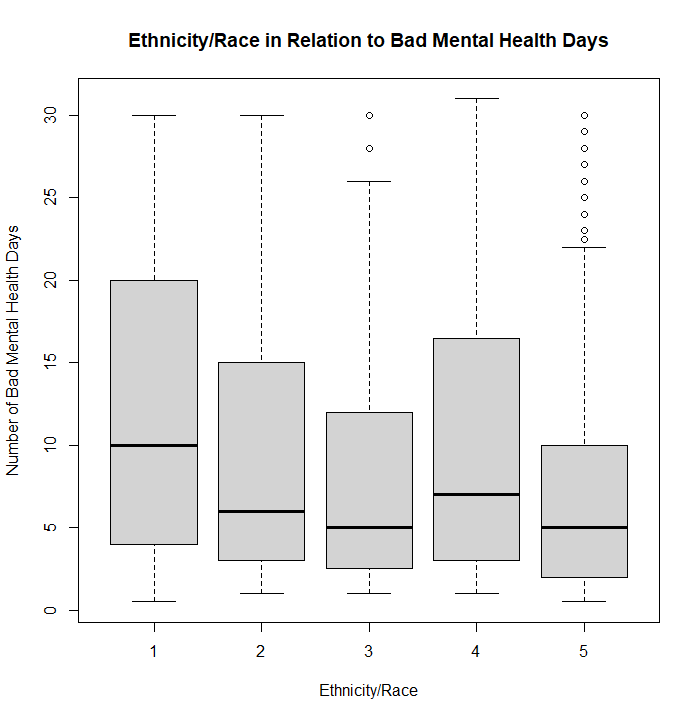 Ethnicity/Race in Relation to Bad Mental Health Days
Number of Bad Mental Health Days
30
25
20
15
10
5
0
1 2 3 4 5
Ethnicity/Race